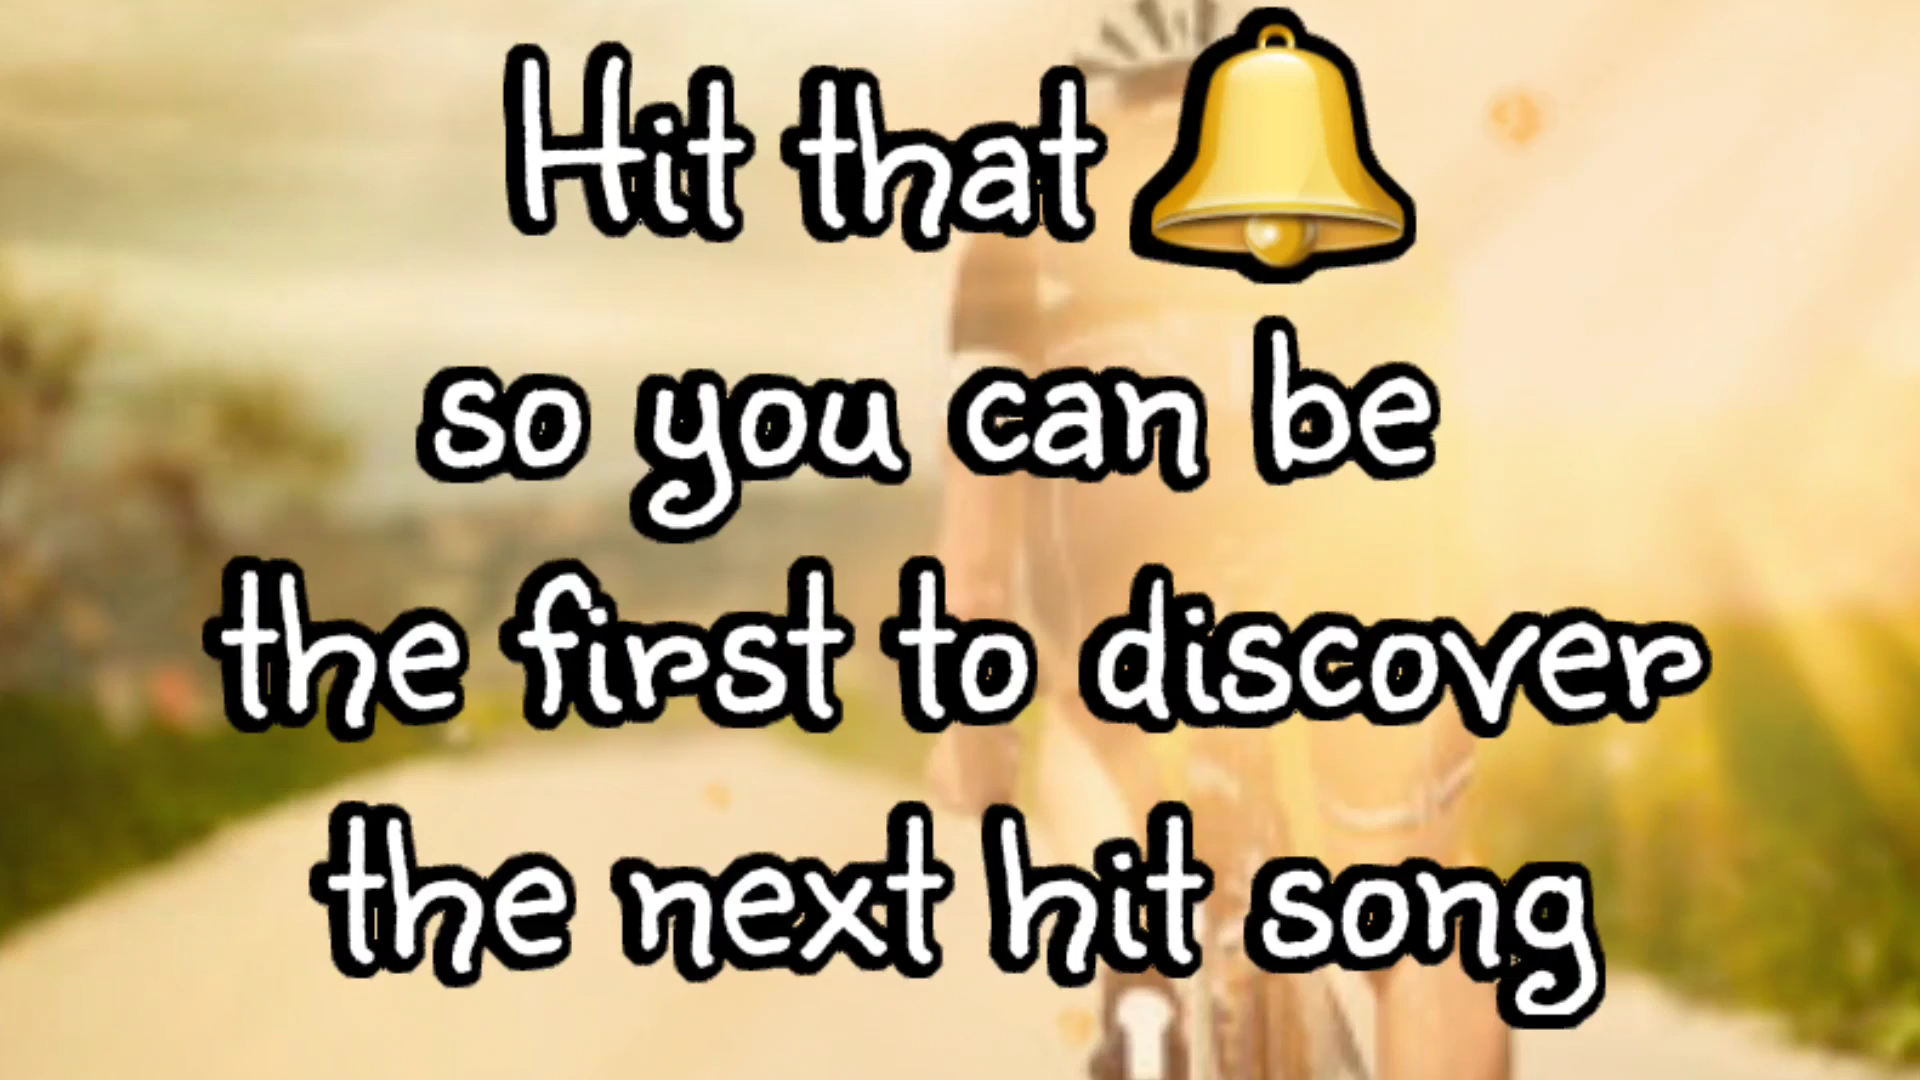 Hit that 🔔
so you can be
the first to discover
the next hit song